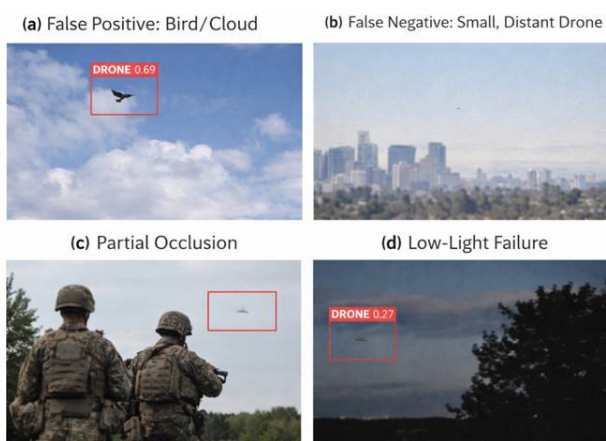 (a) False Positive: Bird/Cloud
(b) False Negative: Small, Distant Drone
DRONE 0.69
(c) Partial Occlusion
(d) Low-Light Failure
DRONE 0.27